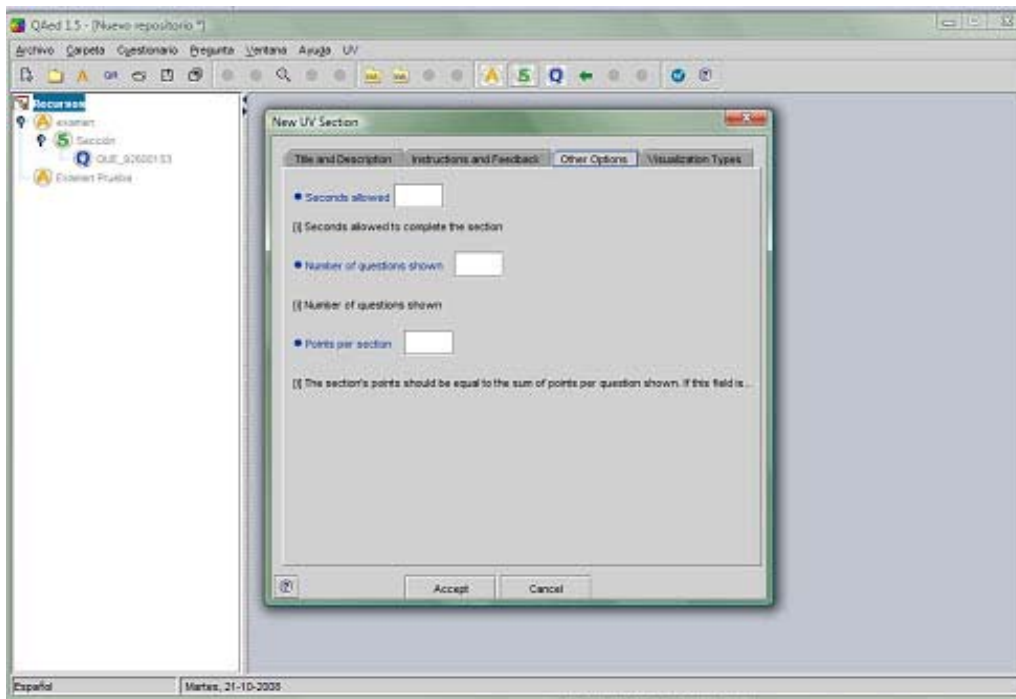 QAed 1.5 - [Nuevo repositorio *]
Archivo Carpeta Cuestionario Pregunta Ventana Ayuda UV
Recursos
examen
Sección
Examen Prueba
New UV Section
Title and Description Instructions and Feedback Other Options Visualization Types
Seconds allowed
[i] Seconds allowed to complete the section
Number of questions shown
[i] Number of questions shown
Points per section
[i] The section's points should be equal to the sum of points per question shown. If this field is...
Accept Cancel
Español Martes, 21-10-2008